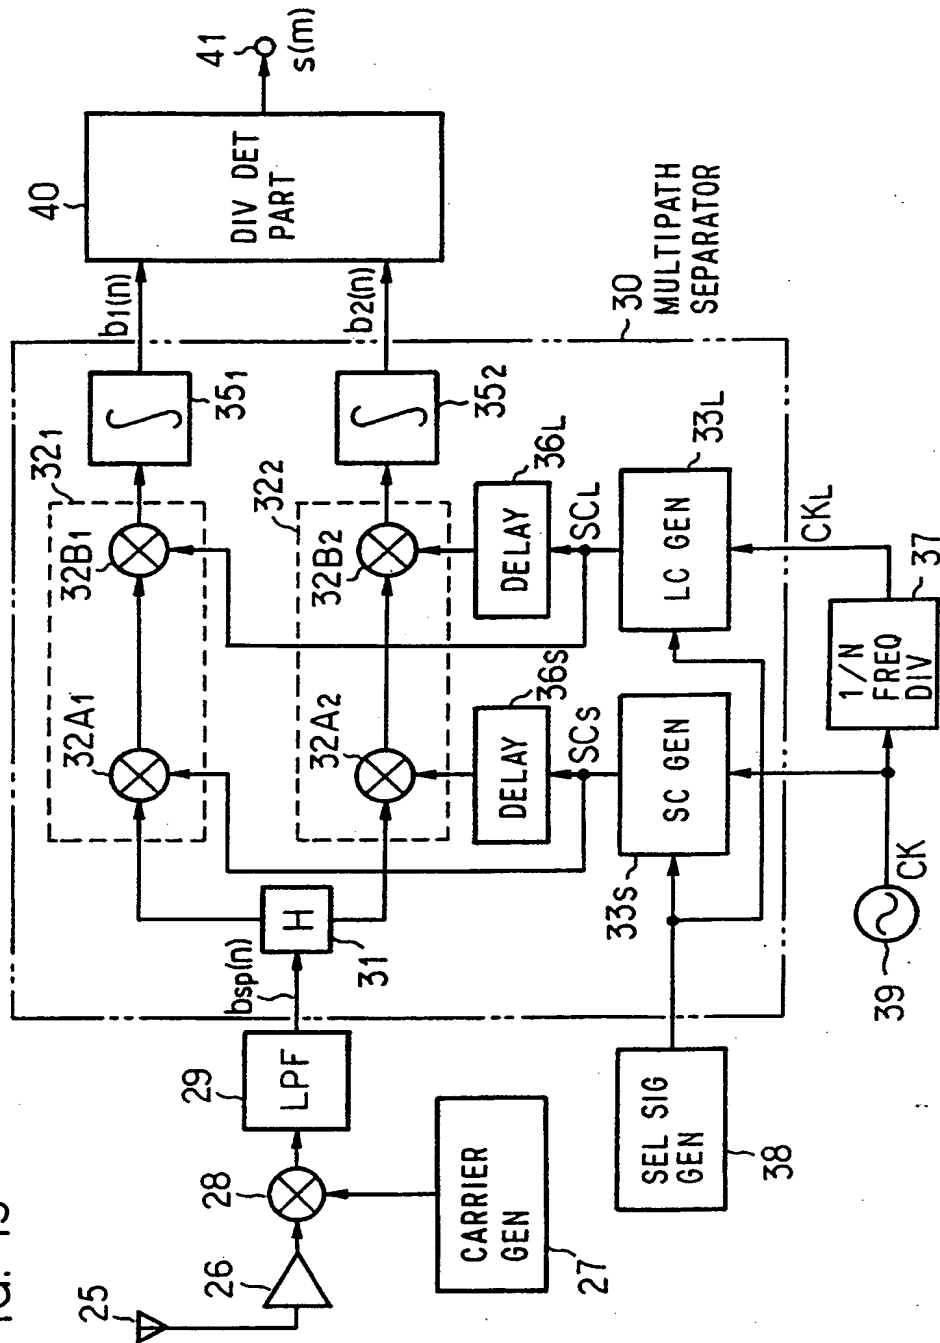 25
26
28
CARRIER
GEN
27
29
LPF
bsp(n)
H
31
SEL SIG
GEN
38
321
32A1
32B1
351
b1(n)
322
32A2
32B2
352
b2(n)
40
DIV DET
PART
41
s(m)
DELAY
36S
DELAY
36L
SCS
SCL
SC GEN
33S
LC GEN
33L
30
MULTIPATH
SEPARATOR
CK
39
1/N
FREQ
DIV
37
CKL